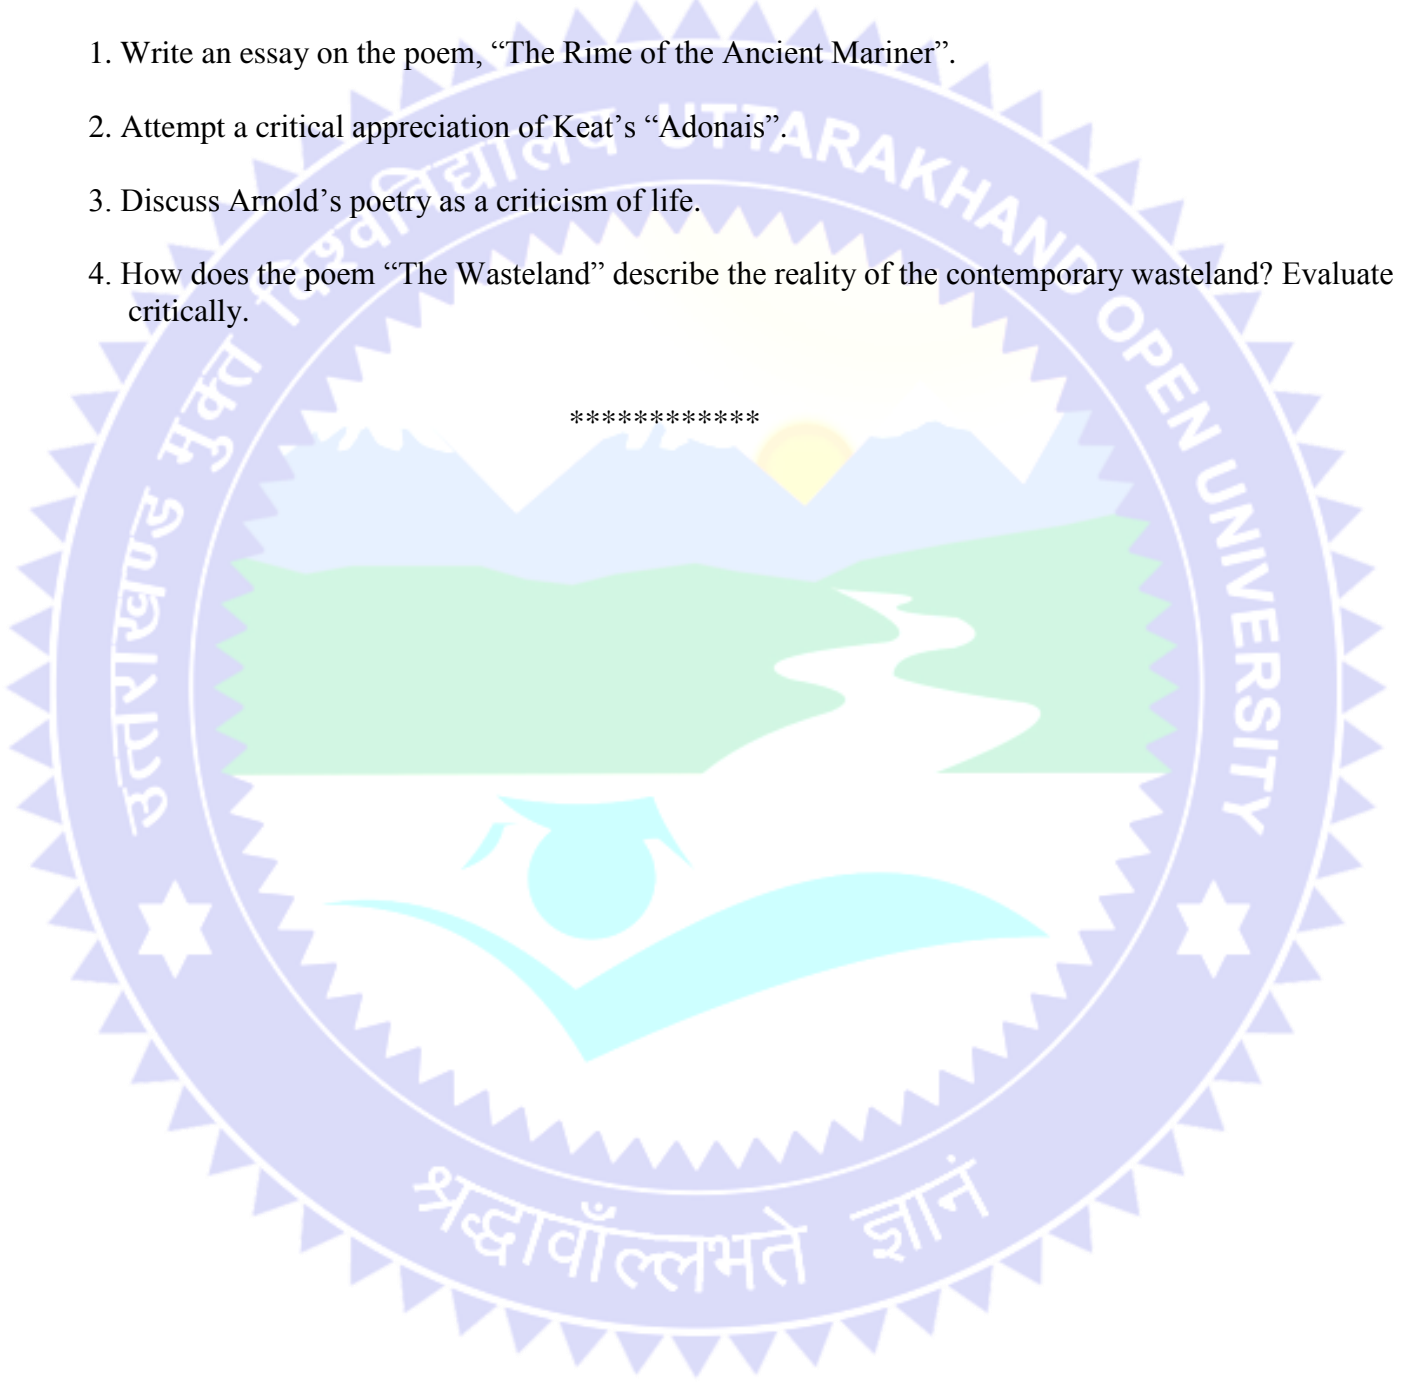 1. Write an essay on the poem, “The Rime of the Ancient Mariner”.
2. Attempt a critical appreciation of Keat’s “Adonais”.
3. Discuss Arnold’s poetry as a criticism of life.
4. How does the poem “The Wasteland” describe the reality of the contemporary wasteland? Evaluate
critically.
************
उत्तराखण्ड मुक्त विश्वविद्यालय UTTARAKHAND OPEN UNIVERSITY
श्रद्धावाँल्लभते ज्ञानं